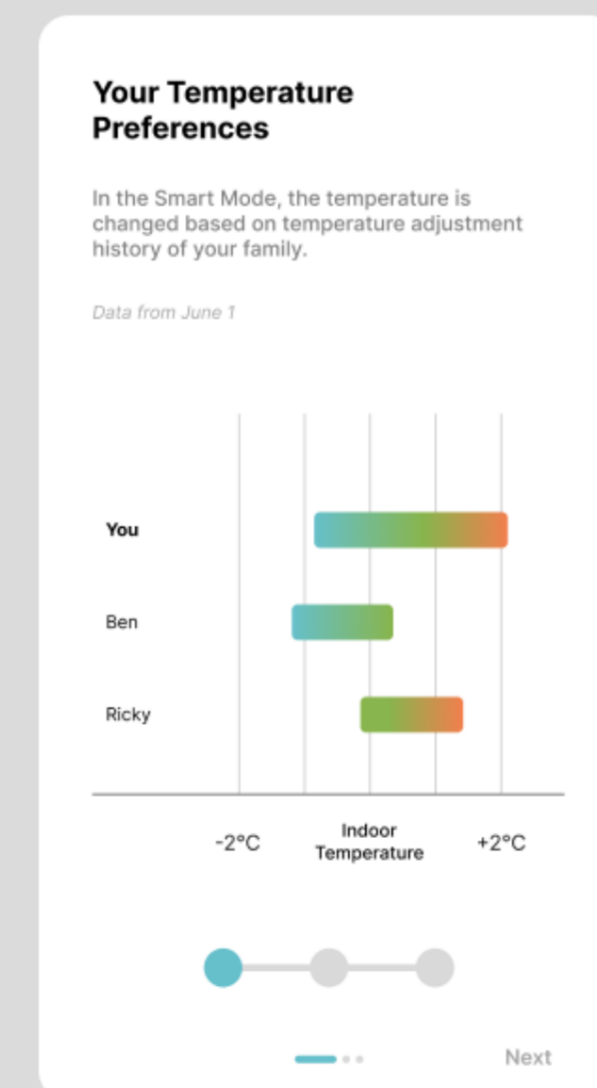 Your Temperature
Preferences
In the Smart Mode, the temperature is
changed based on temperature adjustment
history of your family.
Data from June 1
You
Ben
Ricky
-2°C
Indoor
Temperature
+2°C
Next